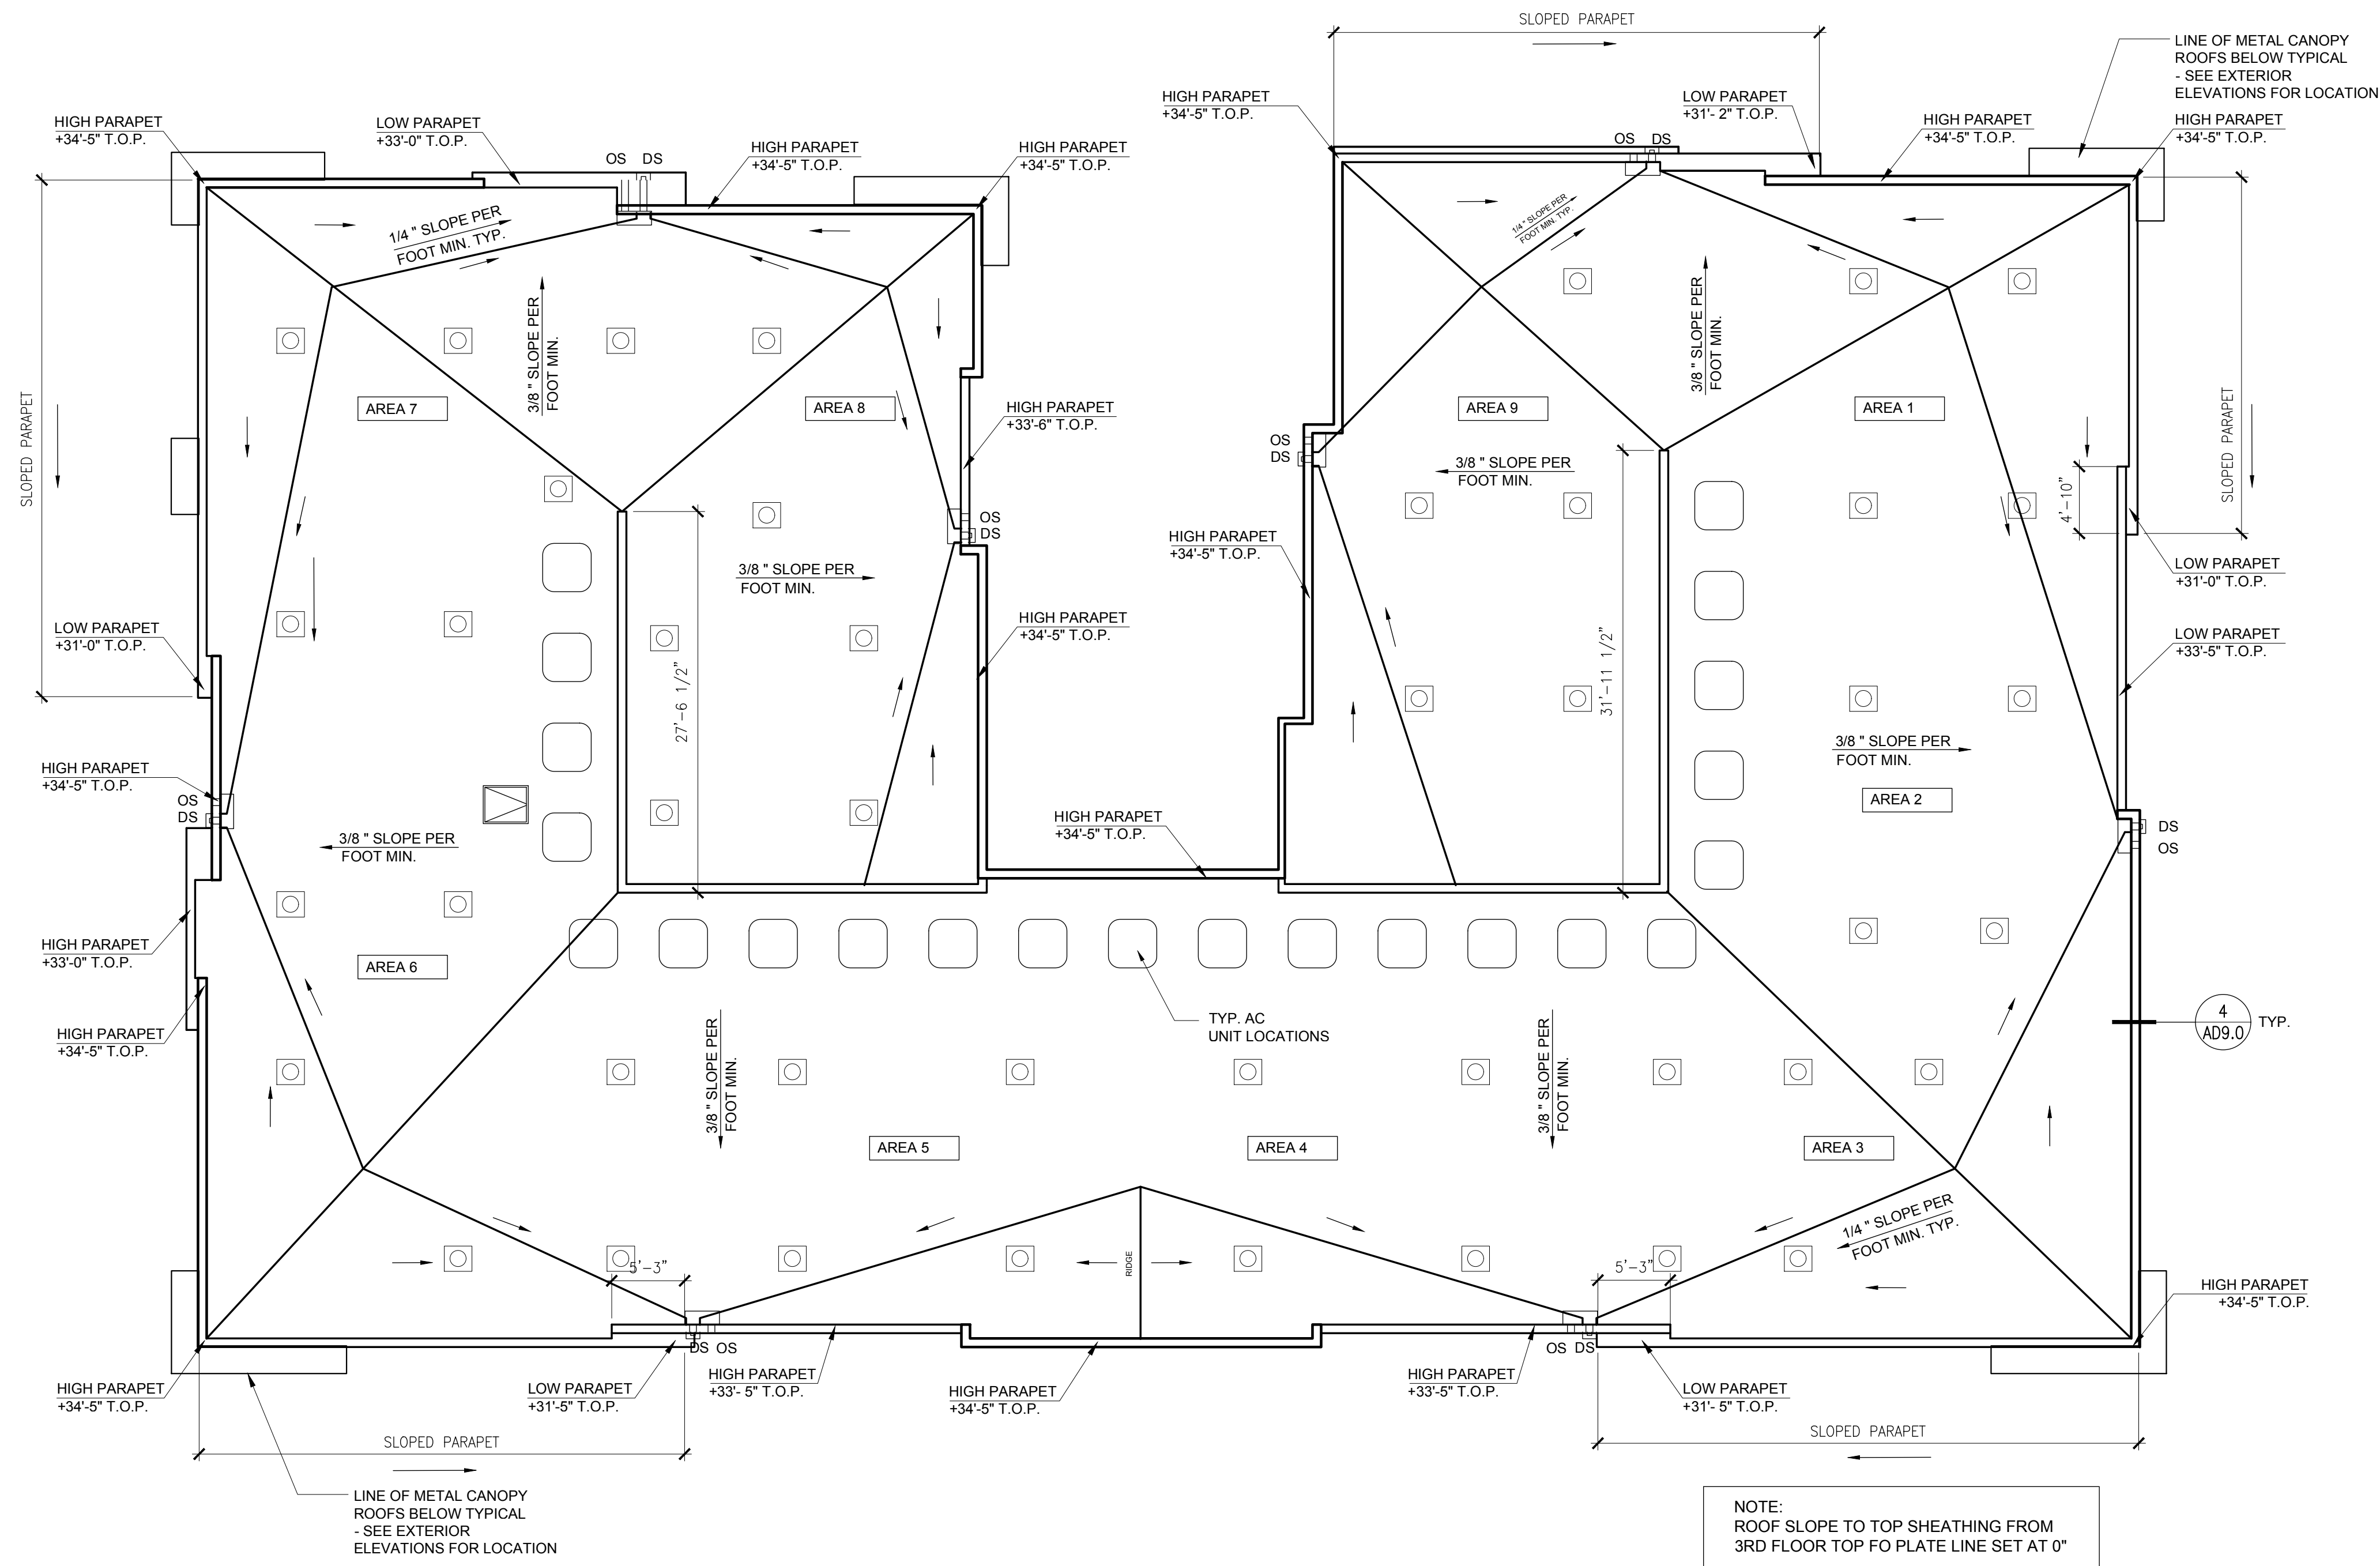 SLOPED PARAPET
LINE OF METAL CANOPY
ROOFS BELOW TYPICAL
- SEE EXTERIOR
ELEVATIONS FOR LOCATION
HIGH PARAPET
+34'-5" T.O.P.
LOW PARAPET
+33'-0" T.O.P.
OS DS
HIGH PARAPET
+34'-5" T.O.P.
HIGH PARAPET
+34'-5" T.O.P.
HIGH PARAPET
+34'-5" T.O.P.
OS DS
LOW PARAPET
+31'- 2" T.O.P.
HIGH PARAPET
+34'-5" T.O.P.
HIGH PARAPET
+34'-5" T.O.P.
1/4 " SLOPE PER
FOOT MIN. TYP.
1/4 " SLOPE PER
FOOT MIN. TYP.
3/8 " SLOPE PER
FOOT MIN.
3/8 " SLOPE PER
FOOT MIN.
SLOPED PARAPET
AREA 7
AREA 8
HIGH PARAPET
+33'-6" T.O.P.
AREA 9
AREA 1
SLOPED PARAPET
OS
DS
3/8 " SLOPE PER
FOOT MIN.
4'-10"
OS
DS
HIGH PARAPET
+34'-5" T.O.P.
3/8 " SLOPE PER
FOOT MIN.
LOW PARAPET
+31'-0" T.O.P.
LOW PARAPET
+31'-0" T.O.P.
HIGH PARAPET
+34'-5" T.O.P.
LOW PARAPET
+33'-5" T.O.P.
27'-6 1/2"
31'-11 1/2"
3/8 " SLOPE PER
FOOT MIN.
HIGH PARAPET
+34'-5" T.O.P.
OS
DS
AREA 2
HIGH PARAPET
+34'-5" T.O.P.
DS
OS
3/8 " SLOPE PER
FOOT MIN.
HIGH PARAPET
+33'-0" T.O.P.
AREA 6
HIGH PARAPET
+34'-5" T.O.P.
TYP. AC
UNIT LOCATIONS
4
AD9.0
TYP.
3/8 " SLOPE PER
FOOT MIN.
3/8 " SLOPE PER
FOOT MIN.
AREA 5
AREA 4
AREA 3
1/4 " SLOPE PER
FOOT MIN. TYP.
RIDGE
5'-3"
5'-3"
HIGH PARAPET
+34'-5" T.O.P.
DS OS
OS DS
HIGH PARAPET
+34'-5" T.O.P.
LOW PARAPET
+31'-5" T.O.P.
HIGH PARAPET
+33'- 5" T.O.P.
HIGH PARAPET
+34'-5" T.O.P.
HIGH PARAPET
+33'-5" T.O.P.
LOW PARAPET
+31'- 5" T.O.P.
SLOPED PARAPET
SLOPED PARAPET
LINE OF METAL CANOPY
ROOFS BELOW TYPICAL
- SEE EXTERIOR
ELEVATIONS FOR LOCATION
NOTE:
ROOF SLOPE TO TOP SHEATHING FROM
3RD FLOOR TOP FO PLATE LINE SET AT 0"